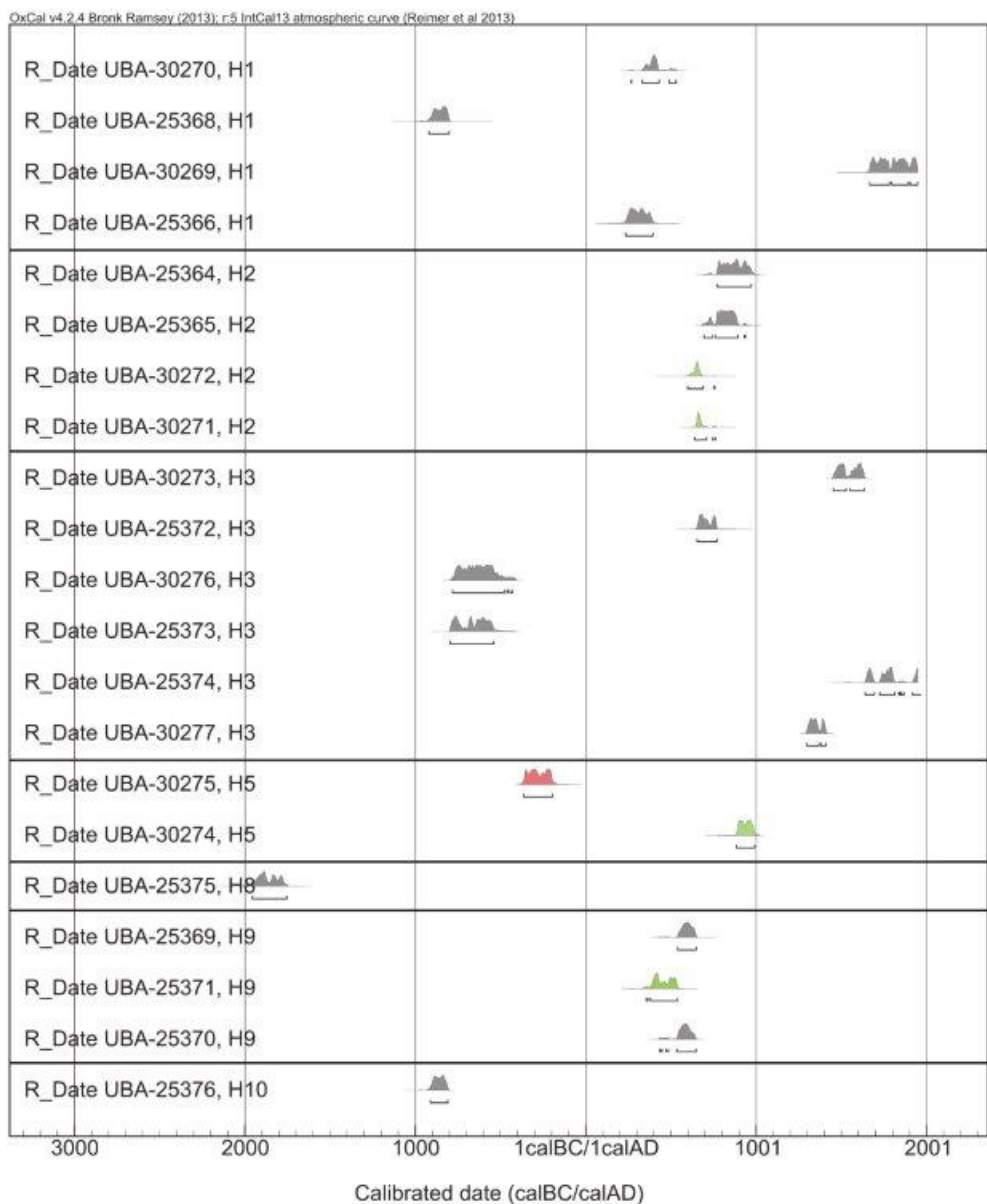 OxCal v4.2.4 Bronk Ramsey (2013); r:5 IntCal13 atmospheric curve (Reimer et al 2013)
R_Date UBA-30270, H1
R_Date UBA-25368, H1
R_Date UBA-30269, H1
R_Date UBA-25366, H1
R_Date UBA-25364, H2
R_Date UBA-25365, H2
R_Date UBA-30272, H2
R_Date UBA-30271, H2
R_Date UBA-30273, H3
R_Date UBA-25372, H3
R_Date UBA-30276, H3
R_Date UBA-25373, H3
R_Date UBA-25374, H3
R_Date UBA-30277, H3
R_Date UBA-30275, H5
R_Date UBA-30274, H5
R_Date UBA-25375, H8
R_Date UBA-25369, H9
R_Date UBA-25371, H9
R_Date UBA-25370, H9
R_Date UBA-25376, H10
3000 2000 1000 1calBC/1calAD 1001 2001
Calibrated date (calBC/calAD)